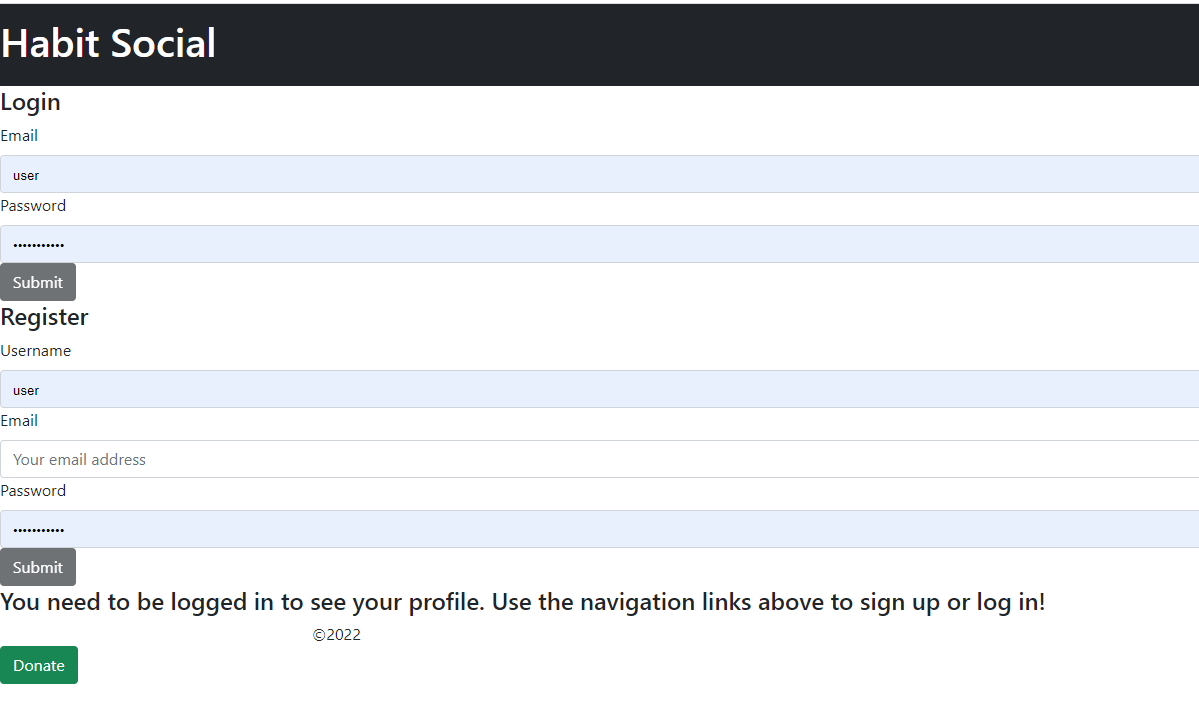 Habit Social
Login
Email
user
Password
•••••••••••
Submit
Register
Username
user
Email
Your email address
Password
•••••••••••
Submit
You need to be logged in to see your profile. Use the navigation links above to sign up or log in!
©2022
Donate